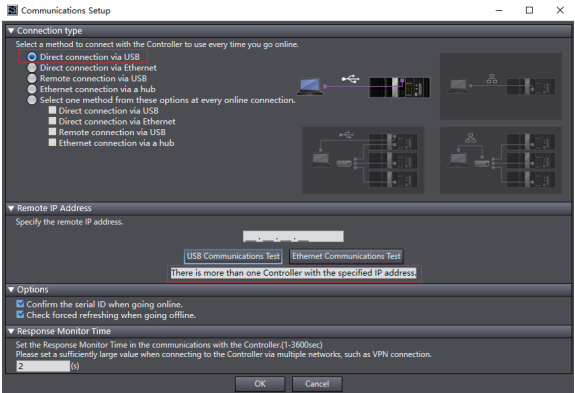 Communications Setup
▼ Connection type
Select a method to connect with the Controller to use every time you go online.
Direct connection via USB
Direct connection via Ethernet
Remote connection via USB
Ethernet connection via a hub
Select one method from these options at every online connection.
Direct connection via USB
Direct connection via Ethernet
Remote connection via USB
Ethernet connection via a hub
▼ Remote IP Address
Specify the remote IP address.
__.__.__.__
USB Communications Test Ethernet Communications Test
There is more than one Controller with the specified IP address.
▼ Options
Confirm the serial ID when going online.
Check forced refreshing when going offline.
▼ Response Monitor Time
Set the Response Monitor Time in the communications with the Controller.(1-3600sec)
Please set a sufficiently large value when connecting to the Controller via multiple networks, such as VPN connection.
2 (s)
OK Cancel